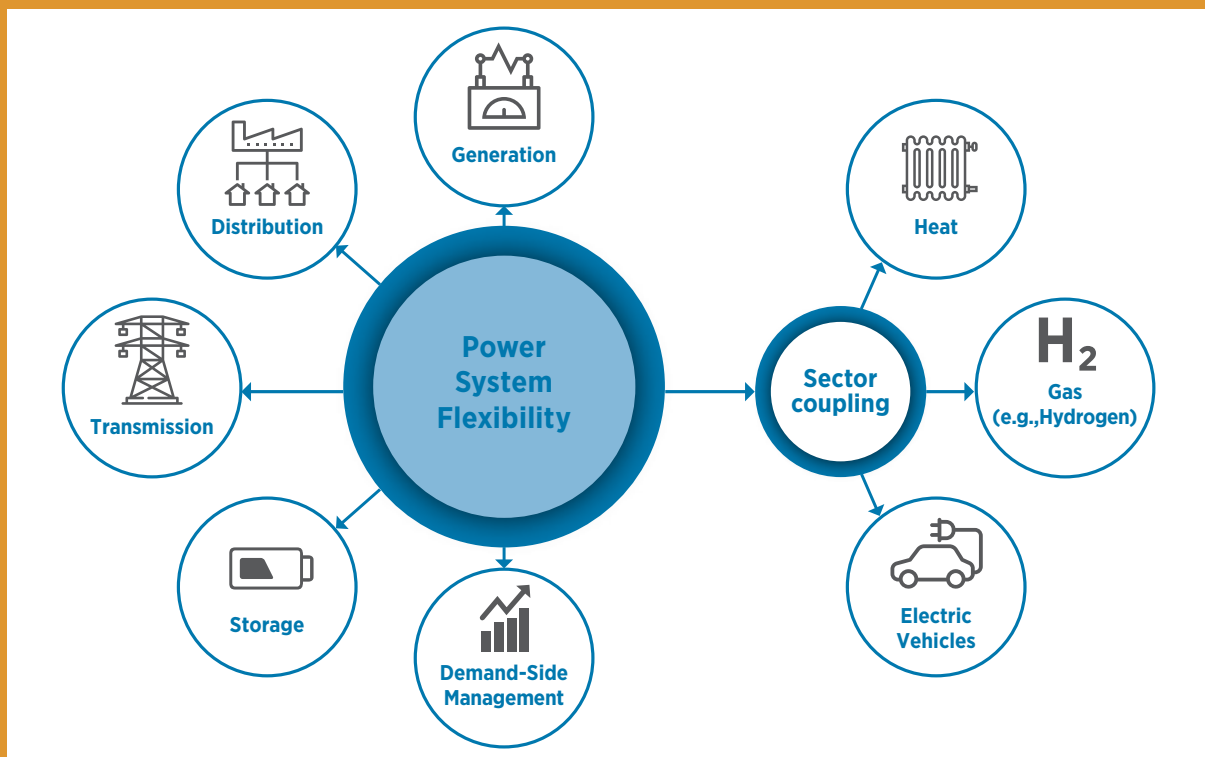 Generation
Distribution
Transmission
Storage
Demand-Side
Management
Power
System
Flexibility
Sector
coupling
Heat
H2
Gas
(e.g.,Hydrogen)
Electric
Vehicles